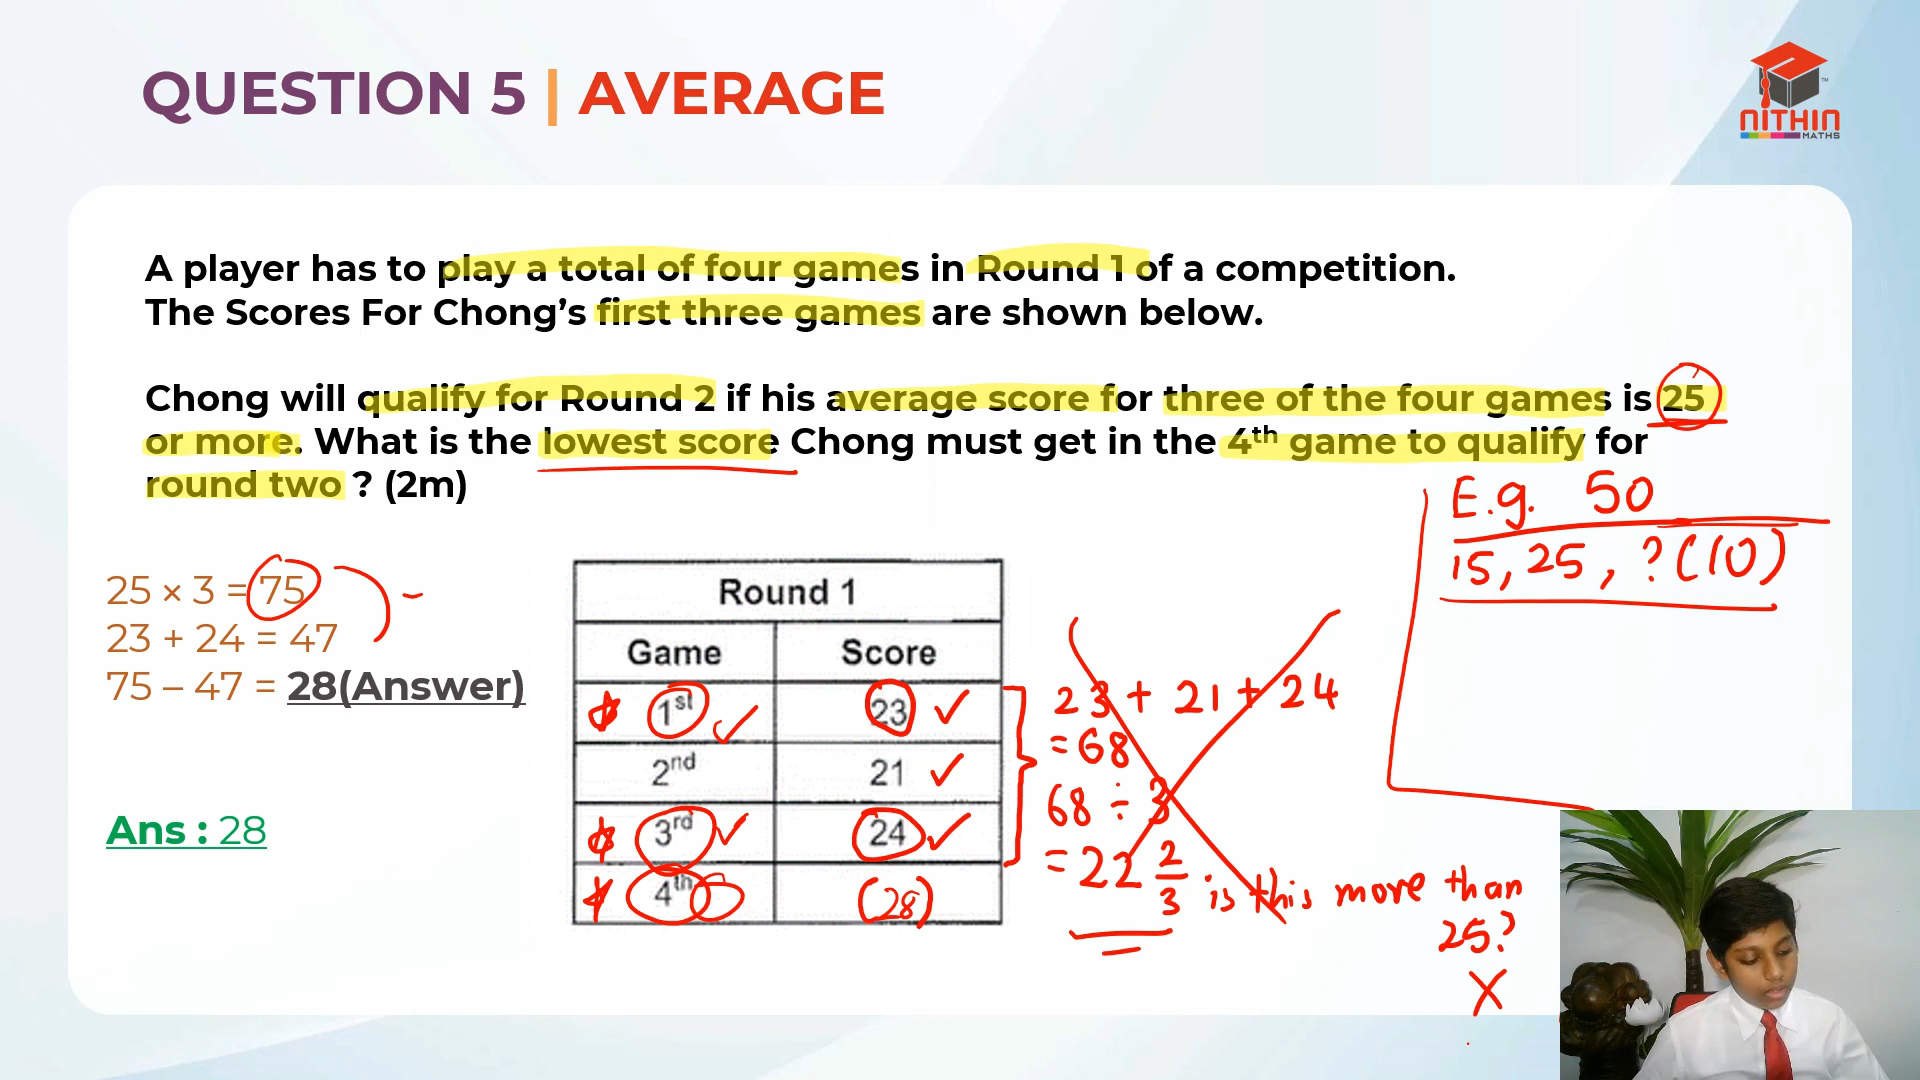 QUESTION 5 | AVERAGE
NITHIN
MATHS
TM
A player has to play a total of four games in Round 1 of a competition.
The Scores For Chong's first three games are shown below.
Chong will qualify for Round 2 if his average score for three of the four games is 25
or more. What is the lowest score Chong must get in the 4th game to qualify for
round two ? (2m)
E.g. 50
15, 25, ? (10)
25 × 3 = 75
23 + 24 = 47
75 – 47 = 28(Answer)
Ans : 28
Round 1
Game Score
1st 23
2nd 21
3rd 24
4th (28)
23 + 21 + 24
= 68
68 ÷ 3
= 22 2/3 is this more than
25?
X